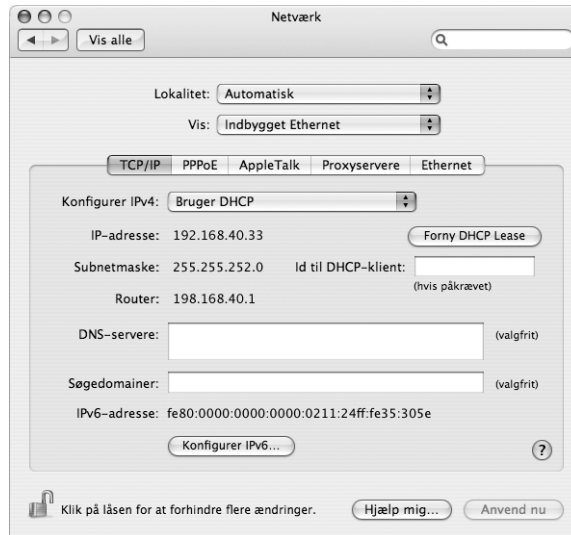 Netværk
Vis alle
Lokalitet: Automatisk
Vis: Indbygget Ethernet
TCP/IP PPPoE AppleTalk Proxyservere Ethernet
Konfigurer IPv4: Bruger DHCP
IP-adresse: 192.168.40.33 Forny DHCP Lease
Subnetmaske: 255.255.252.0 Id til DHCP-klient:
(hvis påkrævet)
Router: 198.168.40.1
DNS-servere: (valgfrit)
Søgedomainer: (valgfrit)
IPv6-adresse: fe80:0000:0000:0000:0211:24ff:fe35:305e
Konfigurer IPv6... ?
Klik på låsen for at forhindre flere ændringer. Hjælp mig... Anvend nu